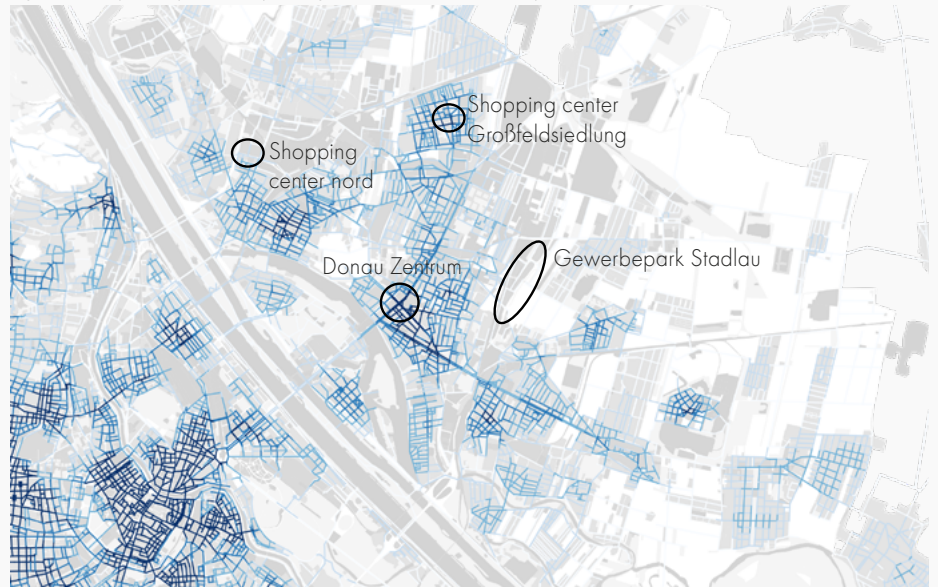 Shopping center
Großfeldsiedlung
Shopping
center nord
Donau Zentrum
Gewerbepark Stadlau